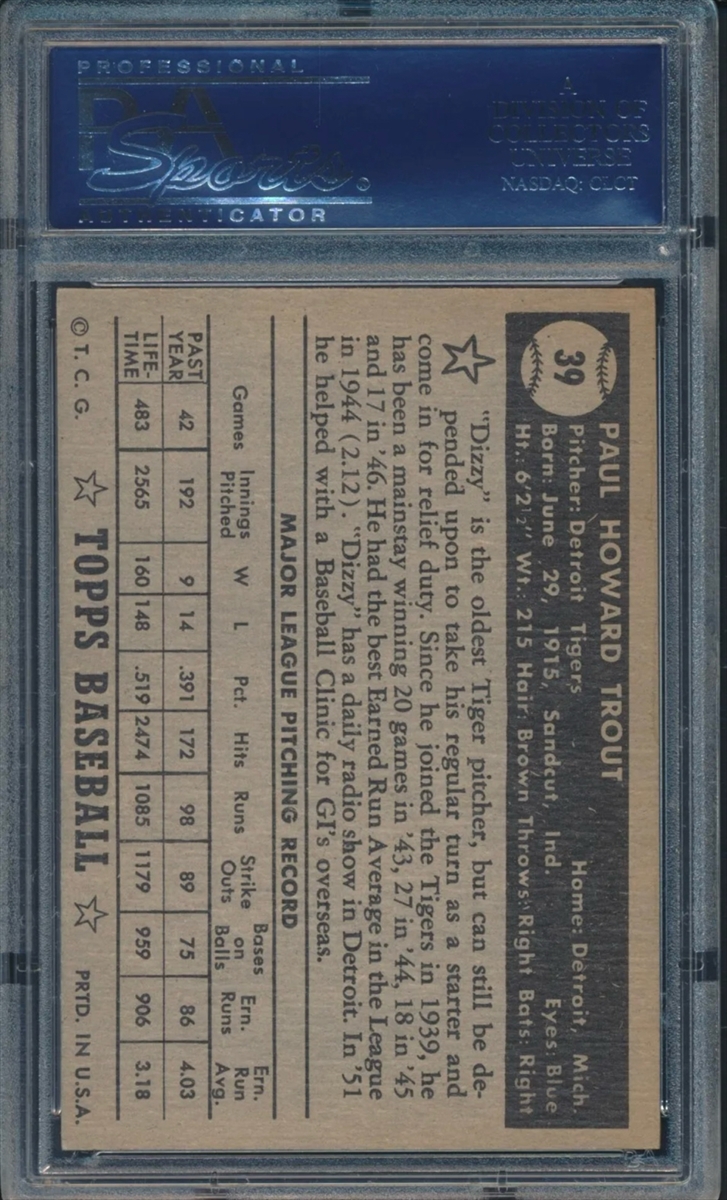 PROFESSIONAL
PSA
Sports
AUTHENTICATOR
A
DIVISION OF
COLLECTORS
UNIVERSE
NASDAQ: CLCT
39
PAUL HOWARD TROUT
Pitcher: Detroit Tigers Home: Detroit, Mich.
Born: June 29, 1915, Sandcut, Ind. Eyes: Blue
Ht.: 6'2½" Wt.: 215 Hair: Brown Throws: Right Bats: Right
"Dizzy" is the oldest Tiger pitcher, but can still be de-
pended upon to take his regular turn as a starter and
come in for relief duty. Since he joined the Tigers in 1939, he
has been a mainstay winning 20 games in '43, 27 in '44, 18 in '45
and 17 in '46. He had the best Earned Run Average in the League
in 1944 (2.12). "Dizzy" has a daily radio show in Detroit. In '51
he helped with a Baseball Clinic for GI's overseas.
MAJOR LEAGUE PITCHING RECORD
Games Innings Pitched W L Pct. Hits Runs Strike Outs Bases on Balls Ern. Runs Ern. Run Avg.
PAST YEAR 42 192 9 14 .391 172 98 89 75 86 4.03
LIFE-TIME 483 2565 160 148 .519 2474 1085 1179 959 906 3.18
© T. C. G. ☆ TOPPS BASEBALL ☆ PRTD. IN U.S.A.